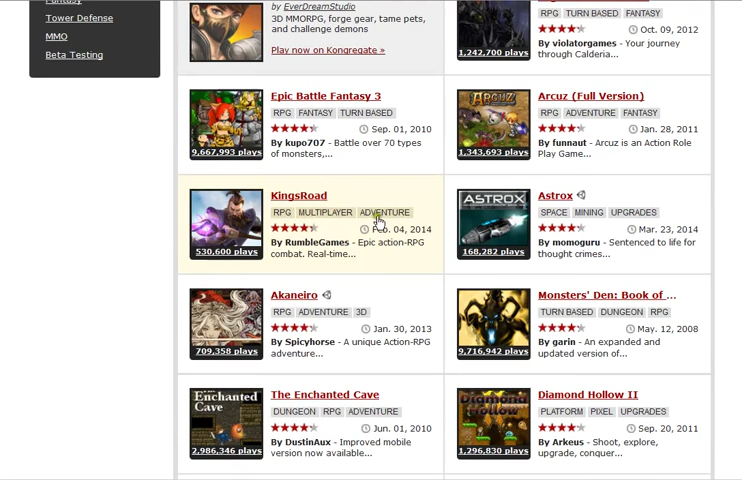 Tower Defense
MMO
Beta Testing
by EverDreamStudio
3D MMORPG, forge gear, tame pets,
and challenge demons
Play now on Kongregate »
1,242,700 plays
RPG TURN BASED FANTASY
Oct. 09, 2012
By violatorgames - Your journey
through Calderia...
9,667,993 plays
Epic Battle Fantasy 3
RPG FANTASY TURN BASED
Sep. 01, 2010
By kupo707 - Battle over 70 types
of monsters,...
ARCUZ
1,343,693 plays
Arcuz (Full Version)
RPG ADVENTURE FANTASY
Jan. 28, 2011
By funnaut - Arcuz is an Action Role
Play Game...
530,600 plays
KingsRoad
RPG MULTIPLAYER ADVENTURE
Feb. 04, 2014
By RumbleGames - Epic action-RPG
combat. Real-time...
ASTROX
168,282 plays
Astrox
SPACE MINING UPGRADES
Mar. 23, 2014
By momoguru - Sentenced to life for
thought crimes...
709,358 plays
Akaneiro
RPG ADVENTURE 3D
Jan. 30, 2013
By Spicyhorse - A unique Action-RPG
adventure...
9,716,942 plays
Monsters' Den: Book of ...
TURN BASED DUNGEON RPG
May. 12, 2008
By garin - An expanded and
updated version of...
Enchanted
Cave
2,986,346 plays
The Enchanted Cave
DUNGEON RPG ADVENTURE
Jun. 01, 2010
By DustinAux - Improved mobile
version now available...
Diamond
Hollow
1,296,830 plays
Diamond Hollow II
PLATFORM PIXEL UPGRADES
Sep. 20, 2011
By Arkeus - Shoot, explore,
upgrade, conquer...